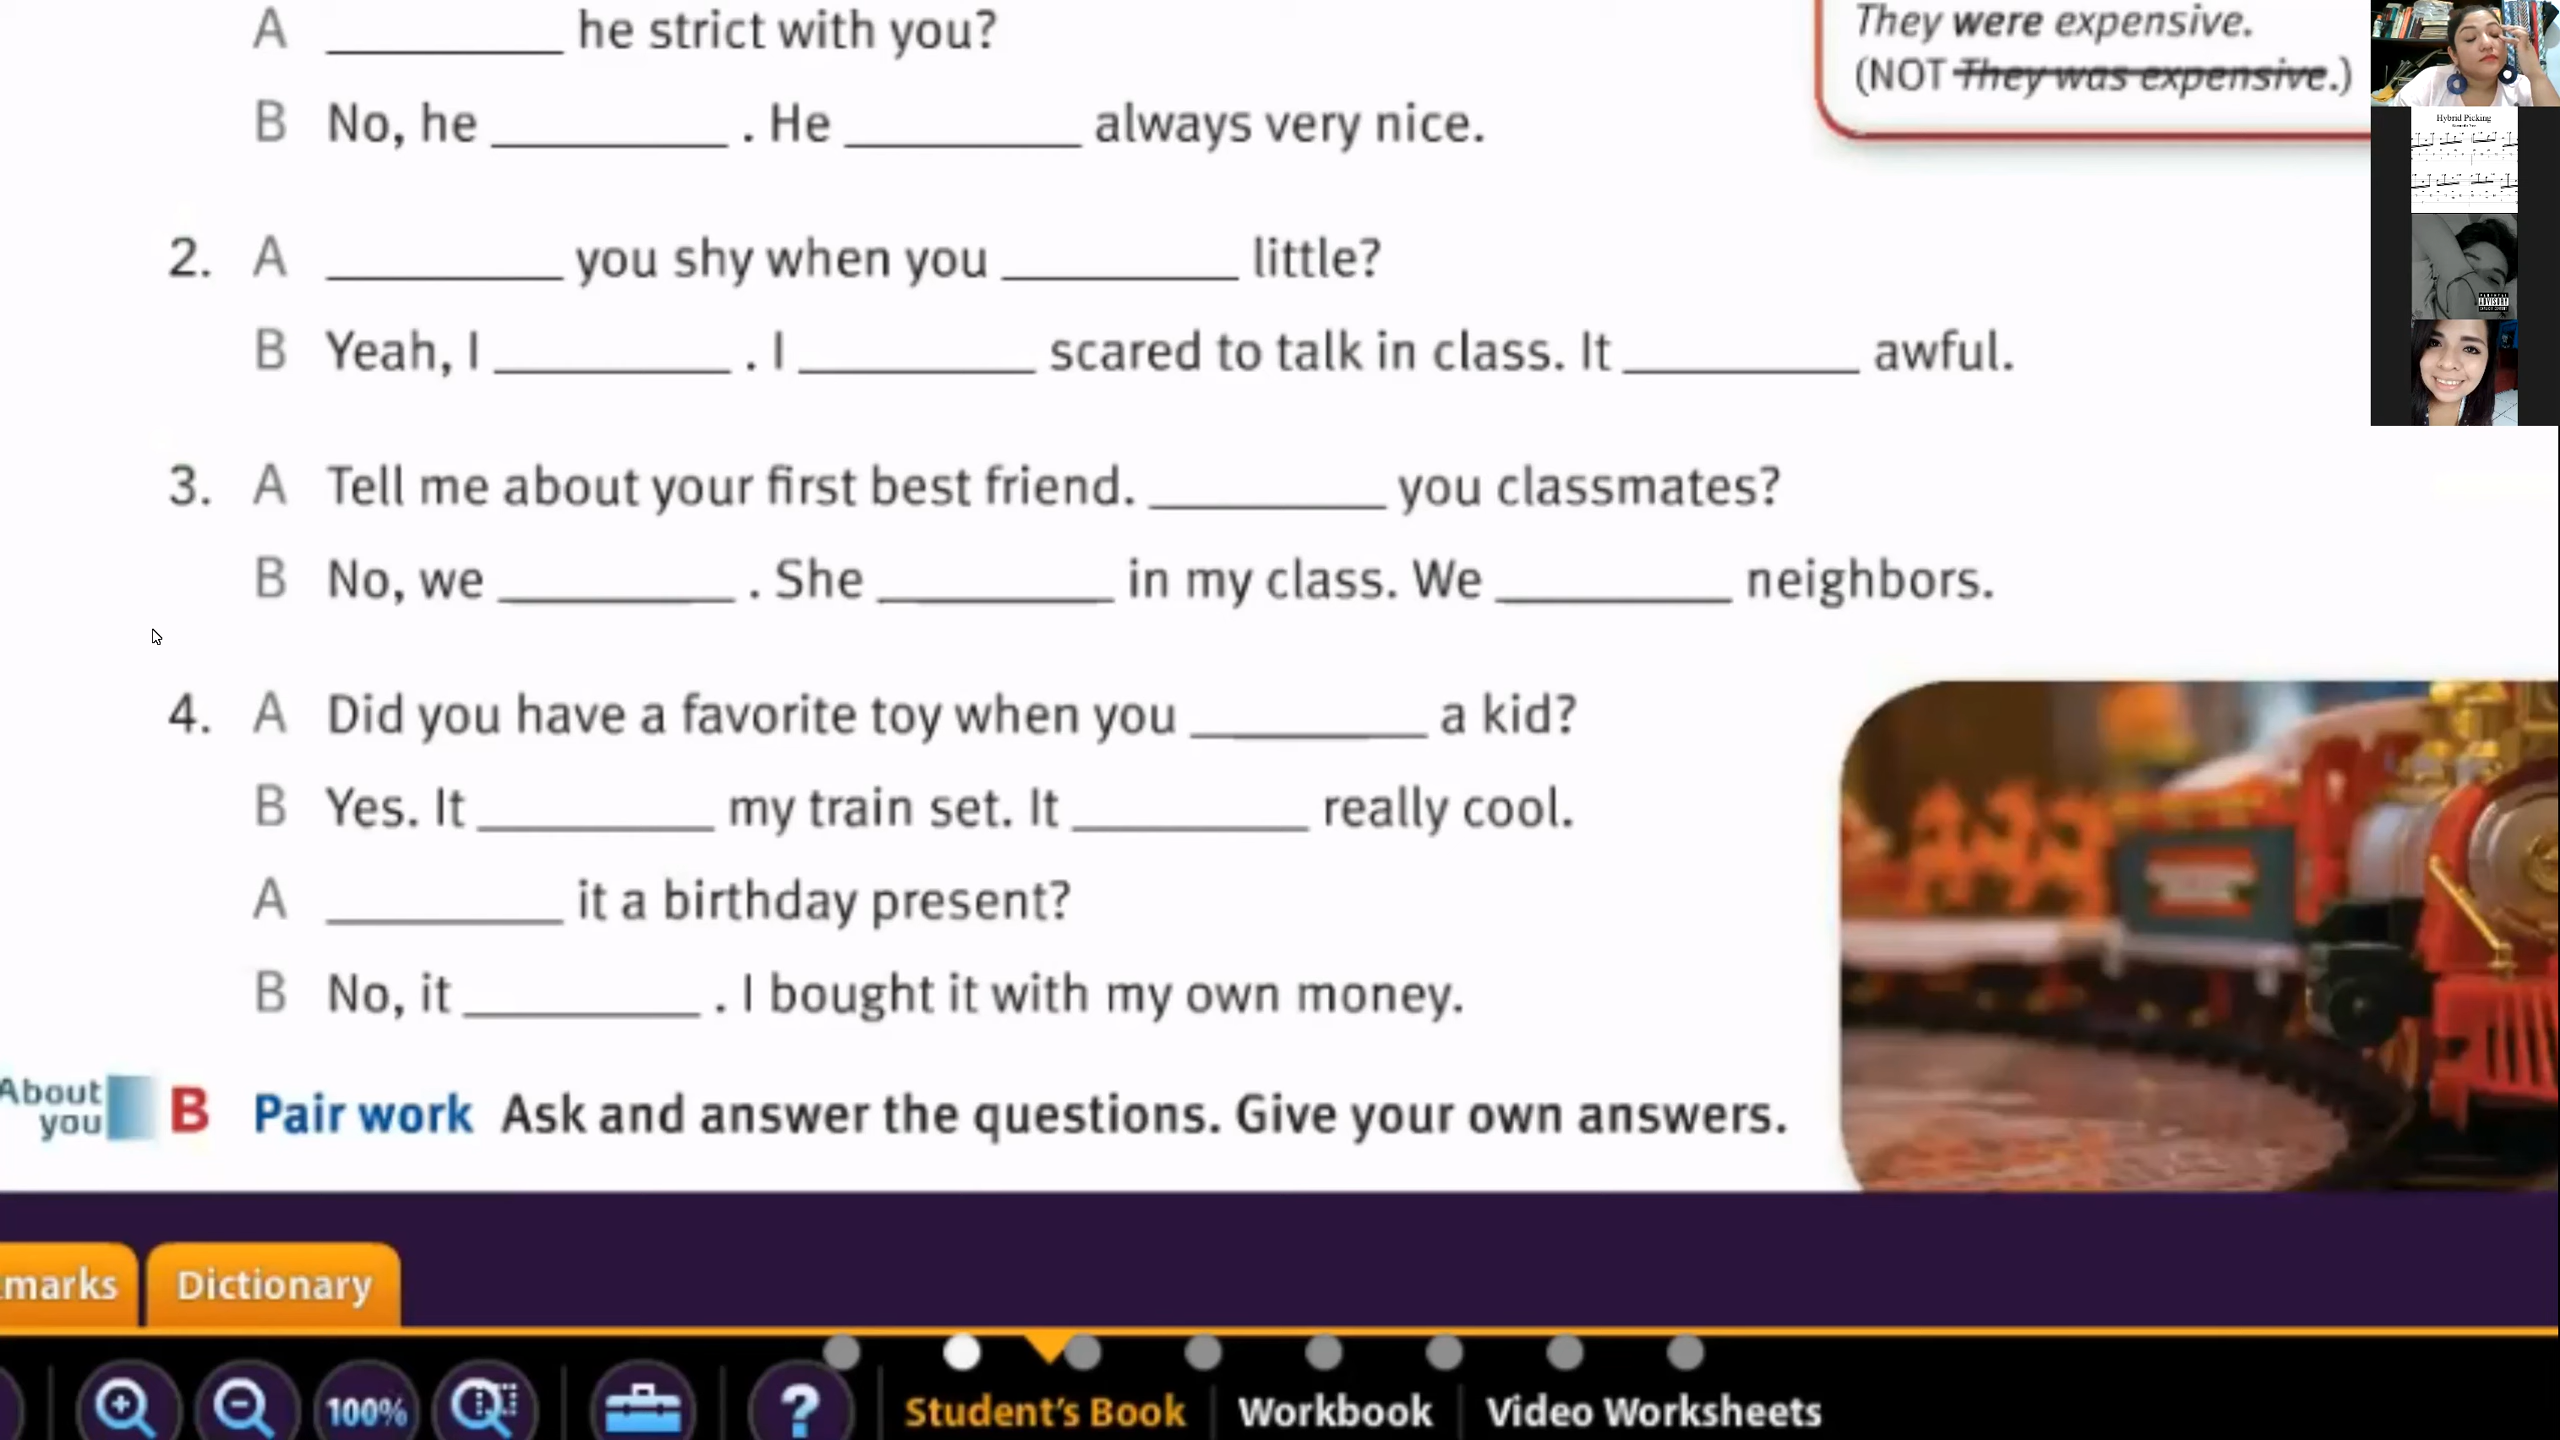 A ________ he strict with you?
B No, he ________ . He ________ always very nice.
They were expensive.
(NOT They was expensive.)
Hybrid Picking
2. A ________ you shy when you ________ little?
B Yeah, I ________ . I ________ scared to talk in class. It ________ awful.
PARENTAL
ADVISORY
3. A Tell me about your first best friend. ________ you classmates?
B No, we ________ . She ________ in my class. We ________ neighbors.
4. A Did you have a favorite toy when you ________ a kid?
B Yes. It ________ my train set. It ________ really cool.
A ________ it a birthday present?
B No, it ________ . I bought it with my own money.
About
you
B Pair work Ask and answer the questions. Give your own answers.
marks Dictionary
100% ? Student's Book Workbook Video Worksheets